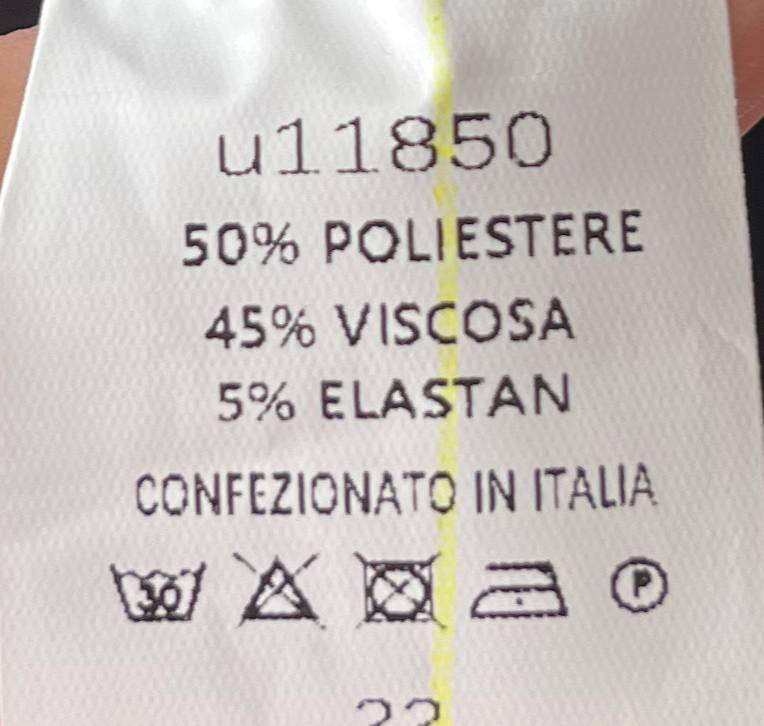 u11850
50% POLIESTERE
45% VISCOSA
5% ELASTAN
CONFEZIONATO IN ITALIA
30 P